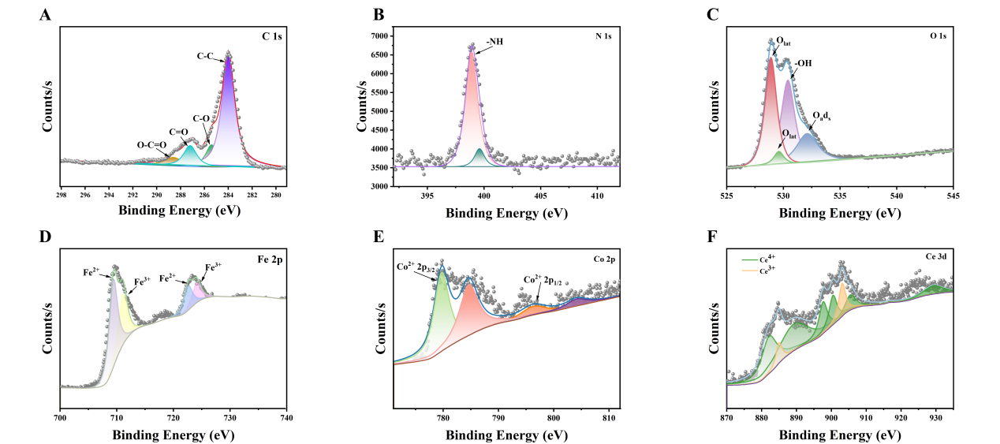 A
C 1s
C-C
C-O
C=O
O-C=O
Counts/s
298 296 294 292 288 286 284 282 280
Binding Energy (eV)
B
N 1s
-NH
7000
6500
6000
5500
5000
4500
4000
3500
3000
Counts/s
395 400 405 410
Binding Energy (eV)
C
O 1s
Olat
-OH
Oads
Olat
Counts/s
525 530 535 540 545
Binding Energy (eV)
D
Fe 2p
Fe2+
Fe3+
Fe2+
Fe3+
Counts/s
700 710 720 730 740
Binding Energy (eV)
E
Co 2p
Co2+ 2p3/2
Co2+ 2p1/2
Counts/s
780 790 800 810
Binding Energy (eV)
F
Ce 3d
Ce4+
Ce3+
Counts/s
870 880 890 900 910 920 930
Binding Energy (eV)